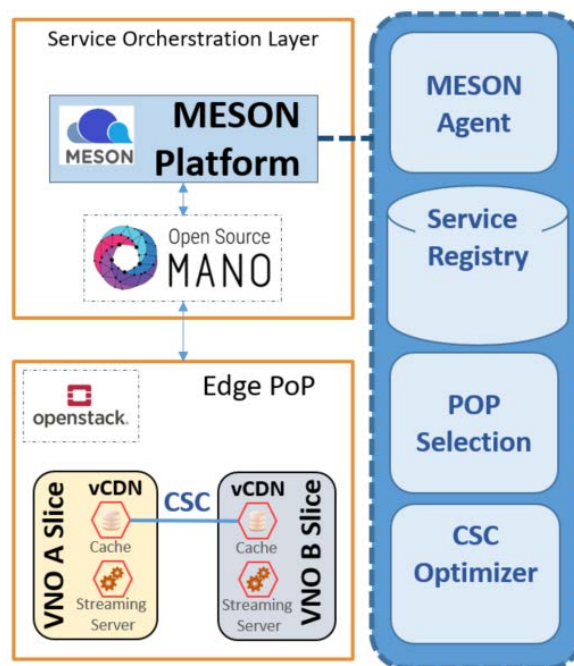 Service Orcherstration Layer
MESON
MESON
Platform
Open Source
MANO
Edge PoP
openstack.
VNO A Slice
vCDN
Cache
Streaming
Server
CSC
vCDN
Cache
Streaming
Server
VNO B Slice
MESON
Agent
Service
Registry
POP
Selection
CSC
Optimizer